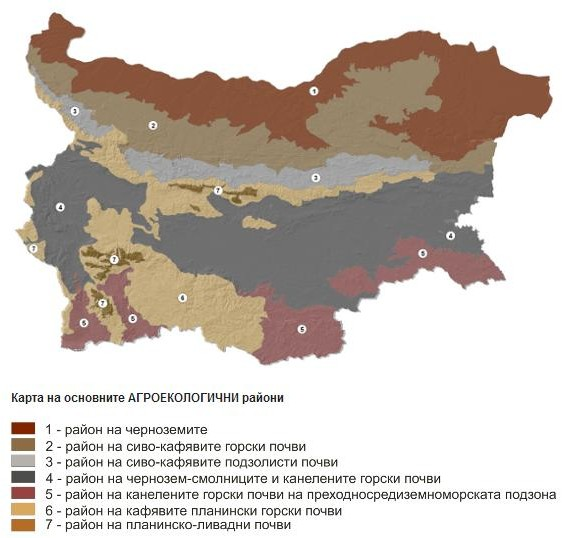 1
3
2
3
7
4
4
7
7
5
6
7
6
5
5
Карта на основните АГРОЕКОЛОГИЧНИ райони
1 - район на черноземите
2 - район на сиво-кафявите горски почви
3 - район на сиво-кафявите подзолисти почви
4 - район на чернозем-смолниците и канелените горски почви
5 - район на канелените горски почви на преходносредиземноморската подзона
6 - район на кафявите планински горски почви
7 - район на планинско-ливадни почви